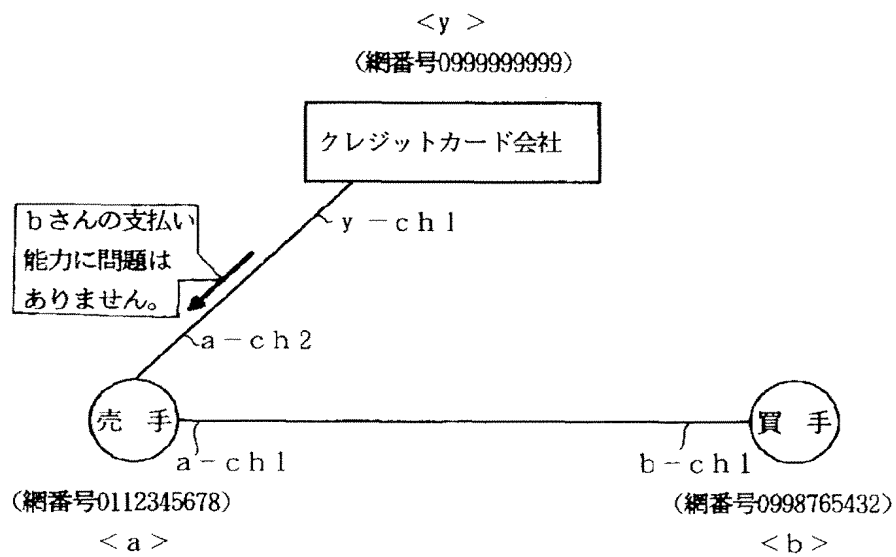 <y>
(網番号0999999999)
クレジットカード会社
bさんの支払い
能力に問題は
ありません。
y-ch1
a-ch2
売手
買手
a-ch1
b-ch1
(網番号0112345678)
(網番号0998765432)
<a>
<b>